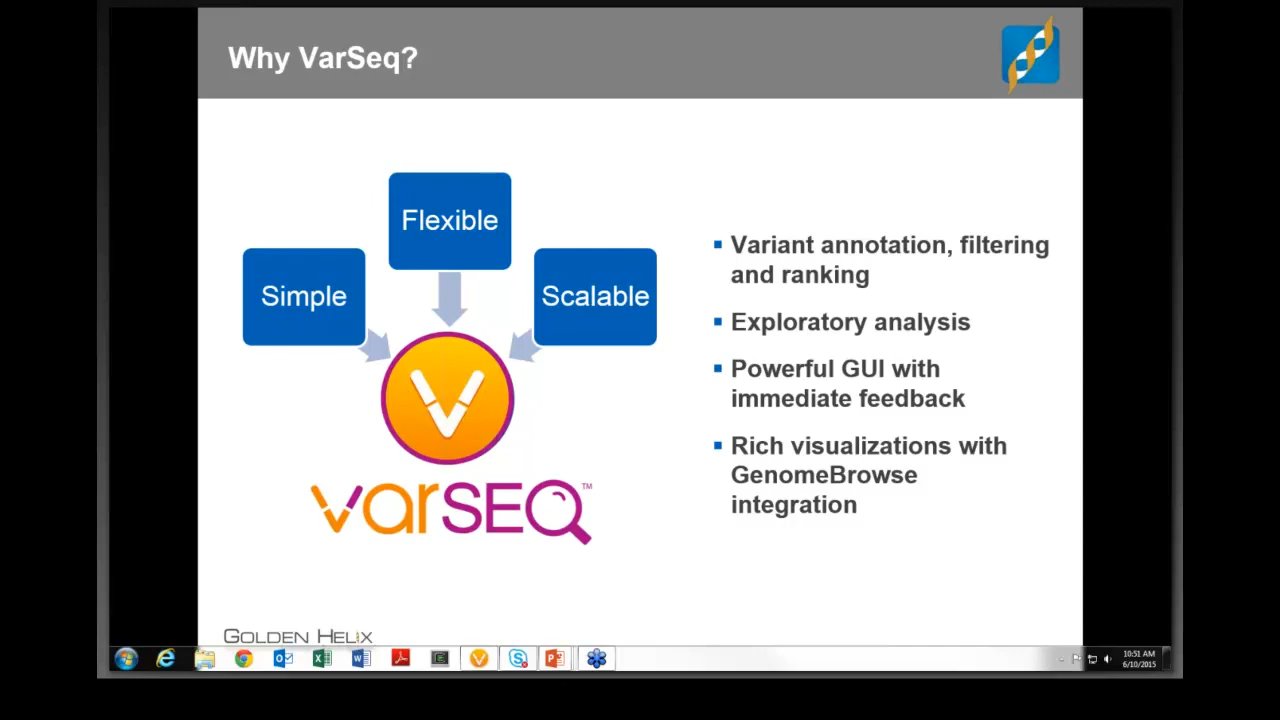 Why VarSeq?
Flexible
Simple
Scalable
varSEQ™
Variant annotation, filtering
and ranking
Exploratory analysis
Powerful GUI with
immediate feedback
Rich visualizations with
GenomeBrowse
integration
GOLDEN HELIX
10:51 AM
6/10/2015